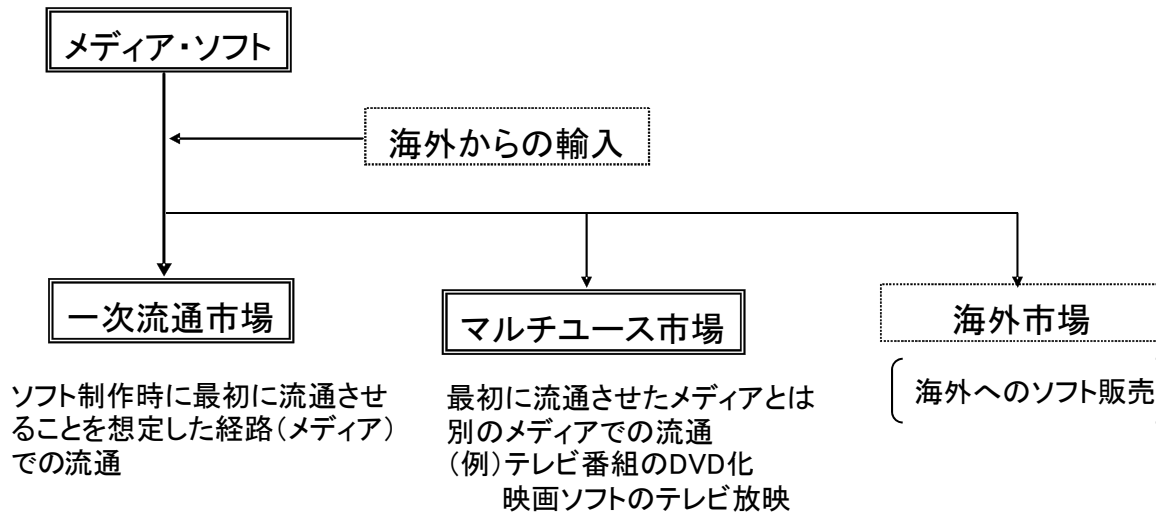 メディア・ソフト
海外からの輸入
一次流通市場
マルチユース市場
海外市場
ソフト制作時に最初に流通させ
ることを想定した経路(メディア)
での流通
最初に流通させたメディアとは
別のメディアでの流通
(例)テレビ番組のDVD化
映画ソフトのテレビ放映
海外へのソフト販売